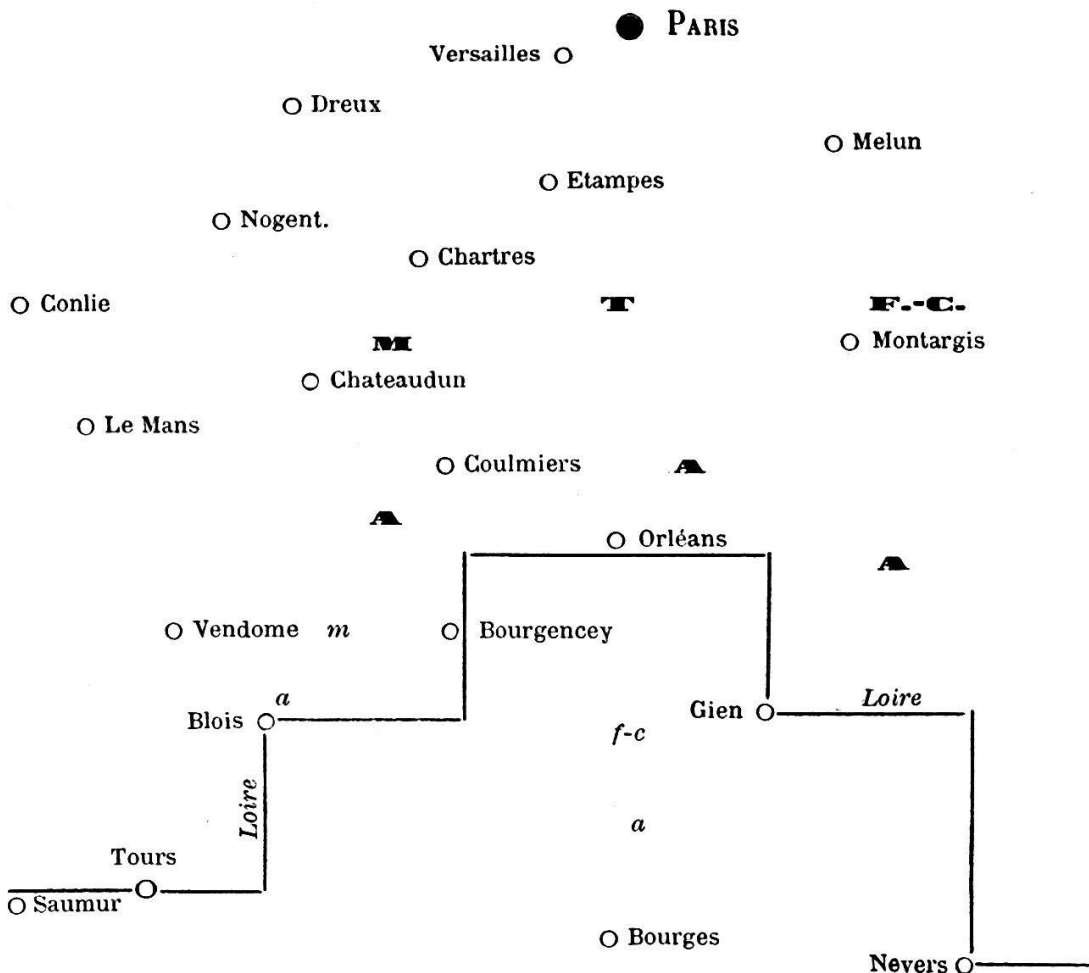 PARIS
Versailles
Dreux
Melun
Etampes
Nogent.
Chartres
Conlie
T
F.-C.
M
Montargis
Chateaudun
Le Mans
Coulmiers
A
A
Orléans
A
Vendome m
Bourgencey
a
Blois
Gien
Loire
f-c
Loire
a
Tours
Saumur
Bourges
Nevers